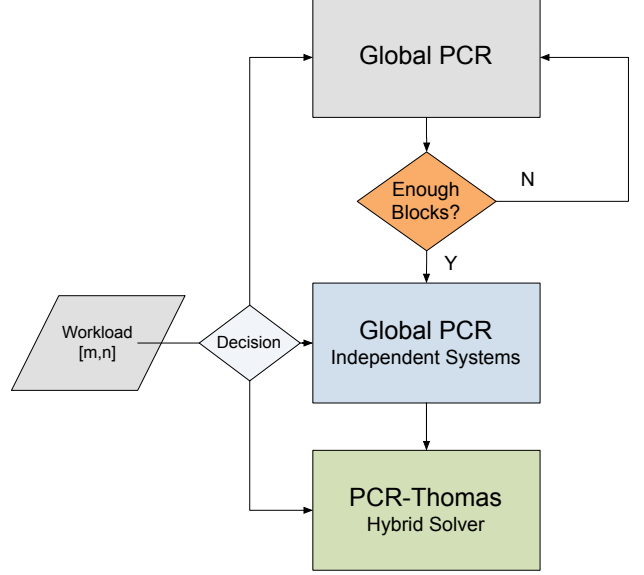 Global PCR
Enough
Blocks?
N
Y
Workload
[m,n]
Decision
Global PCR
Independent Systems
PCR-Thomas
Hybrid Solver